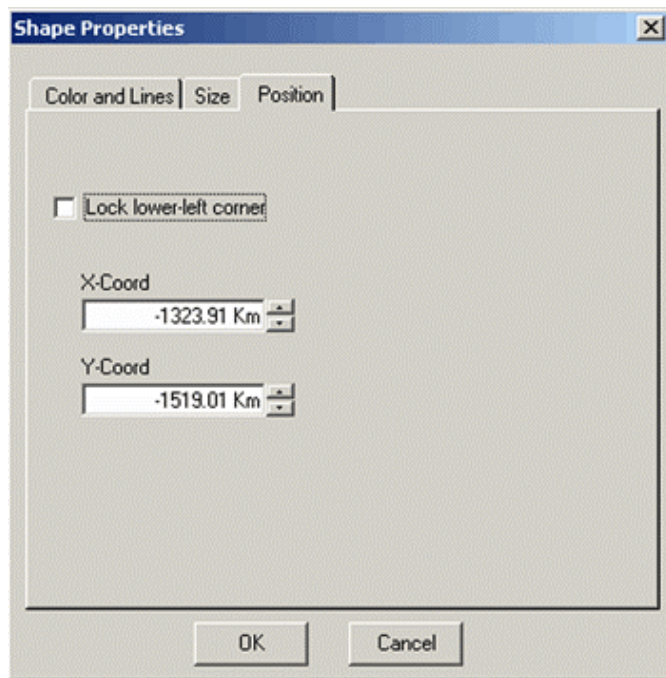 Shape Properties
Color and Lines Size Position
Lock lower-left corner
X-Coord
-1323.91 Km
Y-Coord
-1519.01 Km
OK Cancel